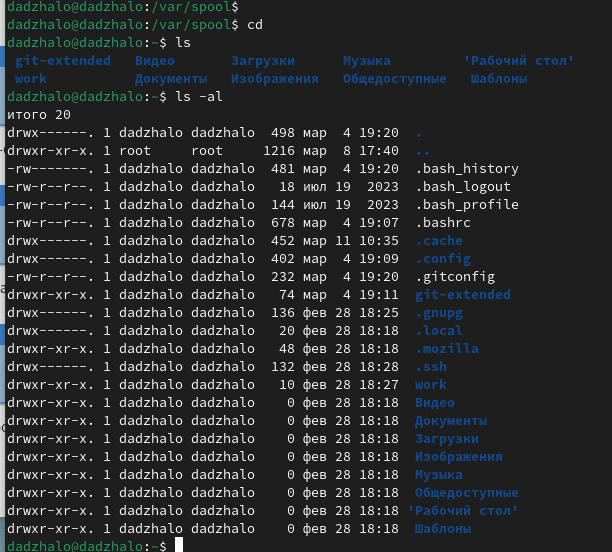 dadzhalo@dadzhalo:/var/spool$
dadzhalo@dadzhalo:/var/spool$ cd
dadzhalo@dadzhalo:~$ ls
git-extended Видео Загрузки Музыка 'Рабочий стол'
work Документы Изображения Общедоступные Шаблоны
dadzhalo@dadzhalo:~$ ls -al
итого 20
drwx------. 1 dadzhalo dadzhalo 498 мар 4 19:20 .
drwxr-xr-x. 1 root root 1216 мар 8 17:40 ..
-rw-------. 1 dadzhalo dadzhalo 481 мар 4 19:20 .bash_history
-rw-r--r--. 1 dadzhalo dadzhalo 18 июл 19 2023 .bash_logout
-rw-r--r--. 1 dadzhalo dadzhalo 144 июл 19 2023 .bash_profile
-rw-r--r--. 1 dadzhalo dadzhalo 678 мар 4 19:07 .bashrc
drwx------. 1 dadzhalo dadzhalo 452 мар 11 10:35 .cache
drwx------. 1 dadzhalo dadzhalo 402 мар 4 19:09 .config
-rw-r--r--. 1 dadzhalo dadzhalo 232 мар 4 19:20 .gitconfig
drwxr-xr-x. 1 dadzhalo dadzhalo 74 мар 4 19:11 git-extended
drwx------. 1 dadzhalo dadzhalo 136 фев 28 18:25 .gnupg
drwx------. 1 dadzhalo dadzhalo 20 фев 28 18:18 .local
drwxr-xr-x. 1 dadzhalo dadzhalo 48 фев 28 18:18 .mozilla
drwx------. 1 dadzhalo dadzhalo 132 фев 28 18:28 .ssh
drwxr-xr-x. 1 dadzhalo dadzhalo 10 фев 28 18:27 work
drwxr-xr-x. 1 dadzhalo dadzhalo 0 фев 28 18:18 Видео
drwxr-xr-x. 1 dadzhalo dadzhalo 0 фев 28 18:18 Документы
drwxr-xr-x. 1 dadzhalo dadzhalo 0 фев 28 18:18 Загрузки
drwxr-xr-x. 1 dadzhalo dadzhalo 0 фев 28 18:18 Изображения
drwxr-xr-x. 1 dadzhalo dadzhalo 0 фев 28 18:18 Музыка
drwxr-xr-x. 1 dadzhalo dadzhalo 0 фев 28 18:18 Общедоступные
drwxr-xr-x. 1 dadzhalo dadzhalo 0 фев 28 18:18 'Рабочий стол'
drwxr-xr-x. 1 dadzhalo dadzhalo 0 фев 28 18:18 Шаблоны
dadzhalo@dadzhalo:~$